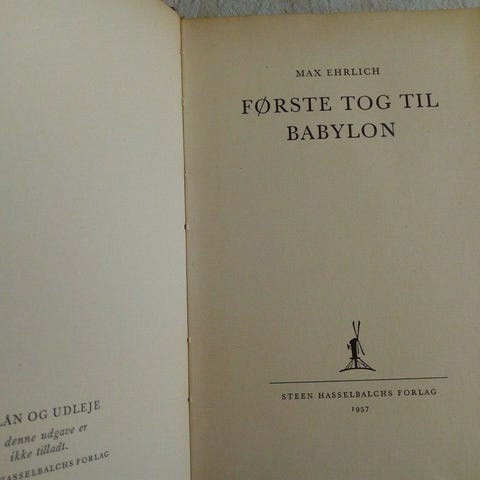 LÅN OG UDLEJE
denne udgave er
ikke tilladt.
HASSELBALCHS FORLAG
MAX EHRLICH
FØRSTE TOG TIL
BABYLON
STEEN HASSELBALCHS FORLAG
1957